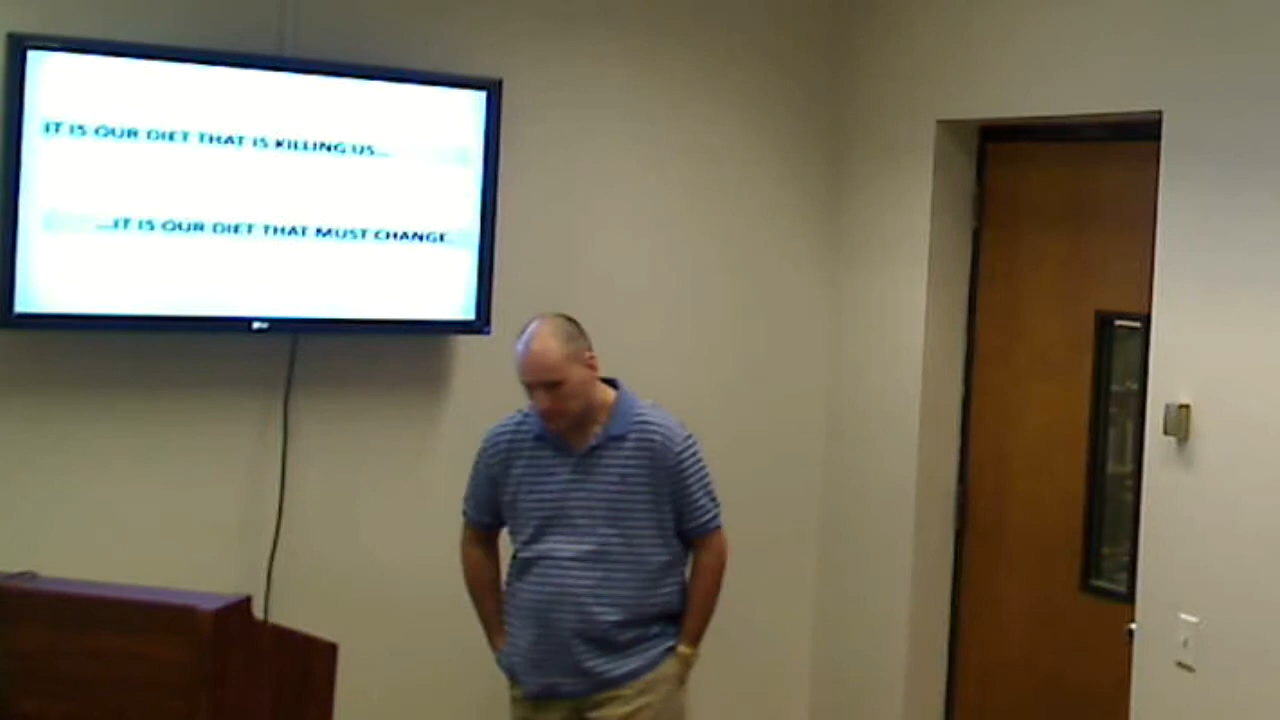 IT IS OUR DIET THAT IS KILLING US...
...IT IS OUR DIET THAT MUST CHANGE.